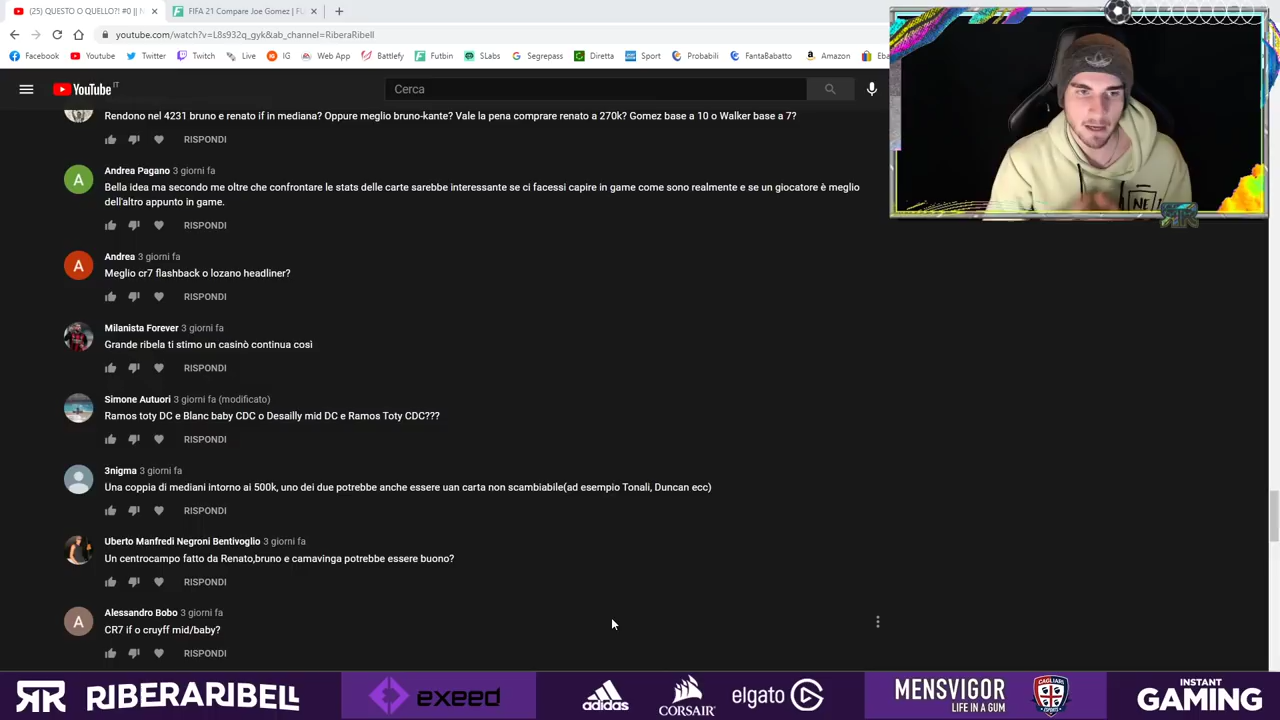 (25) QUESTO O QUELLO?! #0 || N
FIFA 21 Compare Joe Gomez | FU
Facebook
Youtube
Twitter
Twitch
Live
IG
Web App
Battlefy
Futbin
SLabs
Segrepass
Diretta
Sport
Probabili
FantaBabatto
Amazon
YouTube IT
Cerca
Rendono nel 4231 bruno e renato if in mediana? Oppure meglio bruno-kante? Vale la pena comprare renato a 270k? Gomez base a 10 o Walker base a 7?
RISPONDI
Andrea Pagano 3 giorni fa
Bella idea ma secondo me oltre che confrontare le stats delle carte sarebbe interessante se ci facessi capire in game come sono realmente e se un giocatore è meglio
dell'altro appunto in game.
RISPONDI
Andrea 3 giorni fa
Meglio cr7 flashback o lozano headliner?
RISPONDI
Milanista Forever 3 giorni fa
Grande ribela ti stimo un casinò continua così
RISPONDI
Simone Autuori 3 giorni fa (modificato)
Ramos toty DC e Blanc baby CDC o Desailly mid DC e Ramos Toty CDC???
RISPONDI
3nigma 3 giorni fa
Una coppia di mediani intorno ai 500k, uno dei due potrebbe anche essere uan carta non scambiabile(ad esempio Tonali, Duncan ecc)
RISPONDI
Uberto Manfredi Negroni Bentivoglio 3 giorni fa
Un centrocampo fatto da Renato,bruno e camavinga potrebbe essere buono?
RISPONDI
Alessandro Bobo 3 giorni fa
CR7 if o cruyff mid/baby?
RISPONDI
RIBERARIBELL
exeed
adidas
CORSAIR
elgato
MENSVIGOR
LIFE IN A GUM
CAGLIARI
INSTANT
GAMING